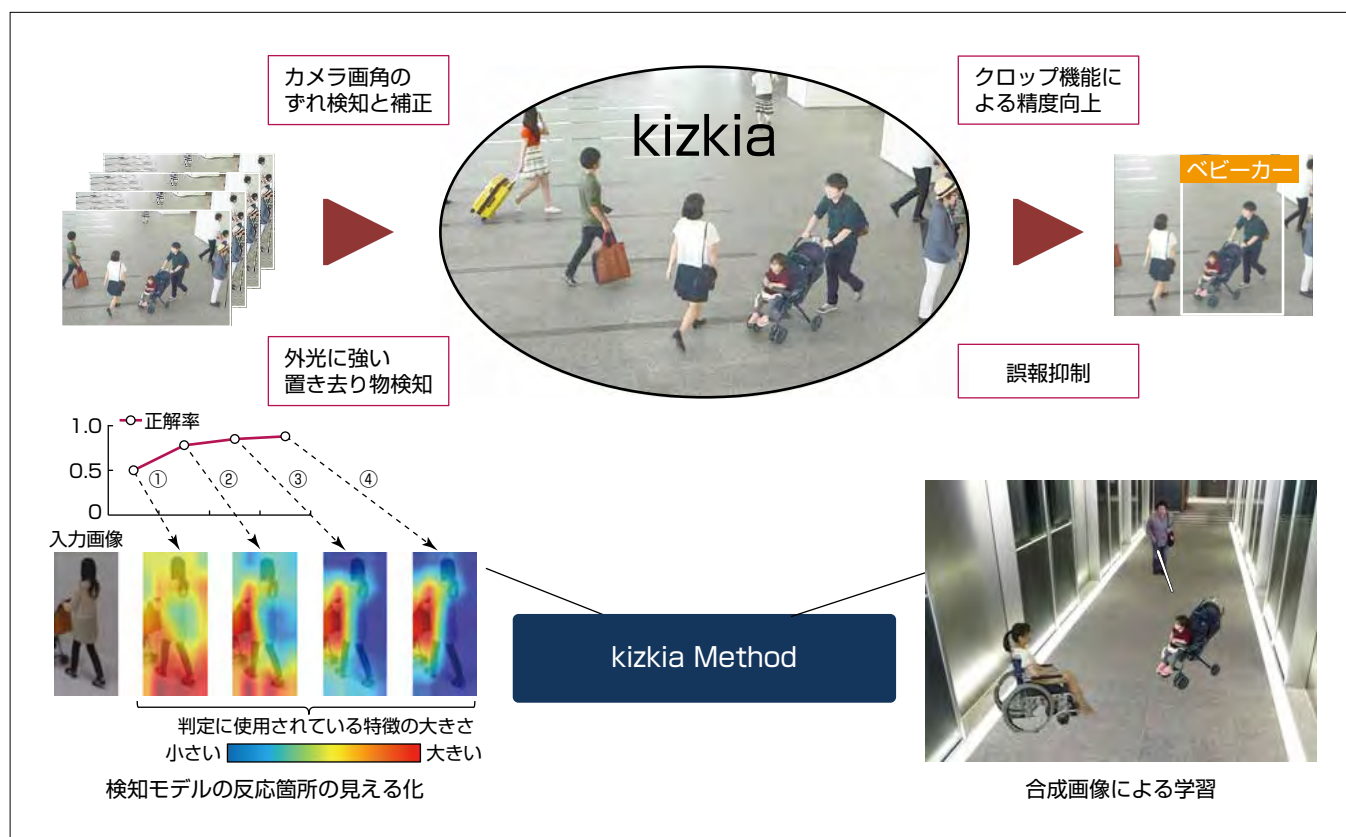 カメラ画角の
ずれ検知と補正
kizkia
クロップ機能に
よる精度向上
ベビーカー
外光に強い
置き去り物検知
誤報抑制
1.0
正解率
0.5
0
①
②
③
④
入力画像
kizkia Method
判定に使用されている特徴の大きさ
小さい
大きい
検知モデルの反応箇所の見える化
合成画像による学習